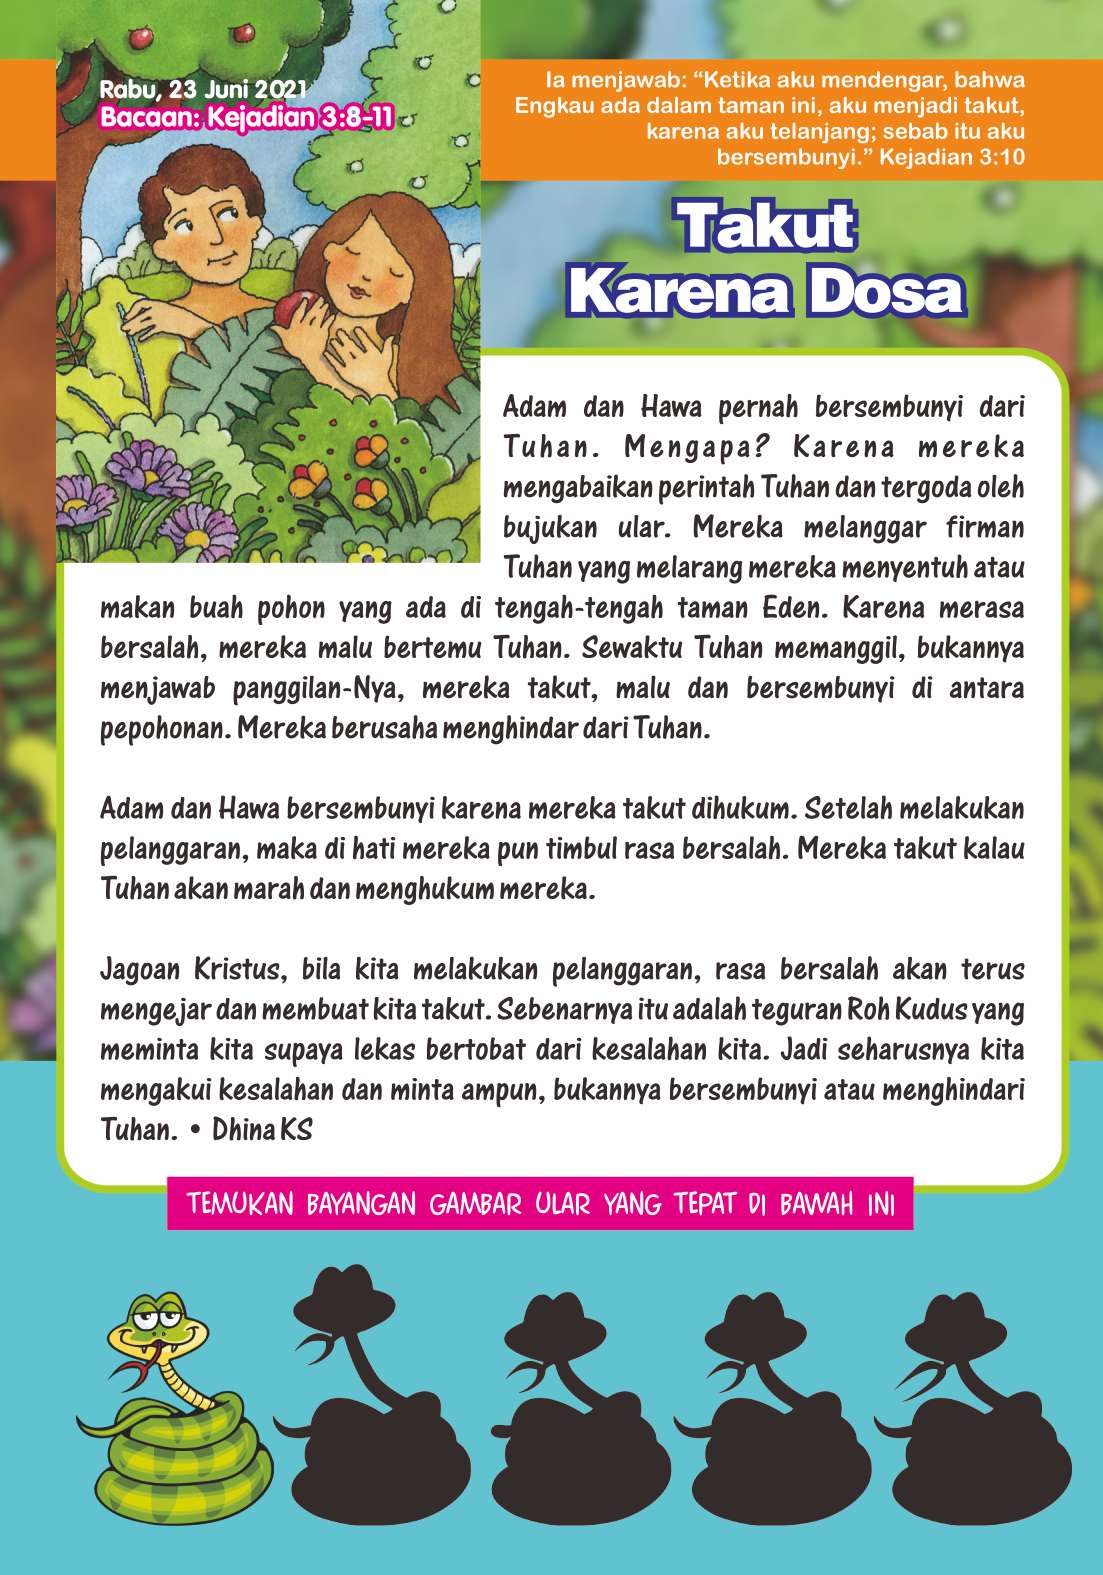 Rabu, 23 Juni 2021
Bacaan: Kejadian 3:8-11
Ia menjawab: “Ketika aku mendengar, bahwa
Engkau ada dalam taman ini, aku menjadi takut,
karena aku telanjang; sebab itu aku
bersembunyi.” Kejadian 3:10
Takut
Karena Dosa
Adam dan Hawa pernah bersembunyi dari
Tuhan. Mengapa? Karena mereka
mengabaikan perintah Tuhan dan tergoda oleh
bujukan ular. Mereka melanggar firman
Tuhan yang melarang mereka menyentuh atau
makan buah pohon yang ada di tengah-tengah taman Eden. Karena merasa
bersalah, mereka malu bertemu Tuhan. Sewaktu Tuhan memanggil, bukannya
menjawab panggilan-Nya, mereka takut, malu dan bersembunyi di antara
pepohonan. Mereka berusaha menghindar dari Tuhan.
Adam dan Hawa bersembunyi karena mereka takut dihukum. Setelah melakukan
pelanggaran, maka di hati mereka pun timbul rasa bersalah. Mereka takut kalau
Tuhan akan marah dan menghukum mereka.
Jagoan Kristus, bila kita melakukan pelanggaran, rasa bersalah akan terus
mengejar dan membuat kita takut. Sebenarnya itu adalah teguran Roh Kudus yang
meminta kita supaya lekas bertobat dari kesalahan kita. Jadi seharusnya kita
mengakui kesalahan dan minta ampun, bukannya bersembunyi atau menghindari
Tuhan. • Dhina KS
TEMUKAN BAYANGAN GAMBAR ULAR YANG TEPAT DI BAWAH INI